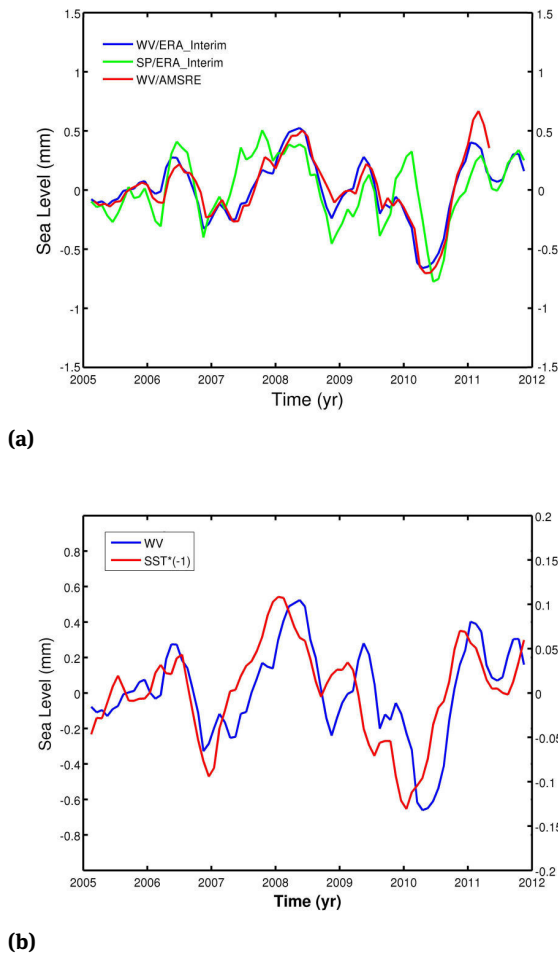 1.5
1
0.5
0
-0.5
-1
-1.5
Sea Level (mm)
WV/ERA_Interim
SP/ERA_Interim
WV/AMSRE
1.5
1
0.5
0
-0.5
-1
-1.5
2005 2006 2007 2008 2009 2010 2011 2012
Time (yr)
(a)
0.8
0.6
0.4
0.2
0
-0.2
-0.4
-0.6
-0.8
Sea Level (mm)
WV
SST*(-1)
0.2
0.15
0.1
0.05
0
-0.05
-0.1
-0.15
-0.2
2005 2006 2007 2008 2009 2010 2011 2012
Time (yr)
(b)